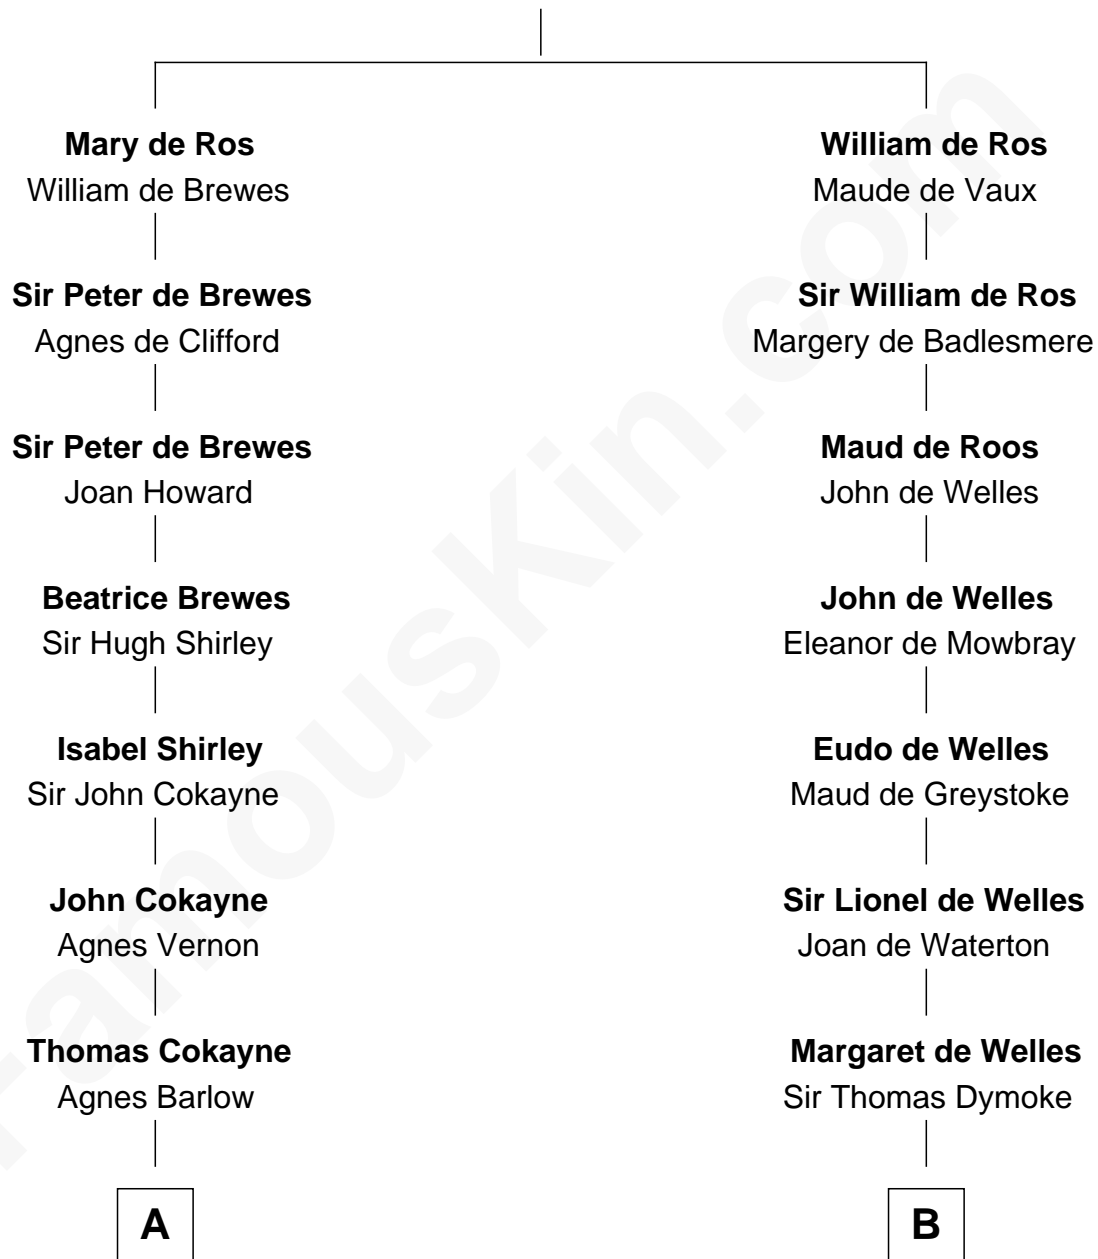 Mary de Ros
William de Brewes
Sir Peter de Brewes
Agnes de Clifford
Sir Peter de Brewes
Joan Howard
Beatrice Brewes
Sir Hugh Shirley
Isabel Shirley
Sir John Cokayne
John Cokayne
Agnes Vernon
Thomas Cokayne
Agnes Barlow
A
William de Ros
Maude de Vaux
Sir William de Ros
Margery de Badlesmere
Maud de Roos
John de Welles
John de Welles
Eleanor de Mowbray
Eudo de Welles
Maud de Greystoke
Sir Lionel de Welles
Joan de Waterton
Margaret de Welles
Sir Thomas Dymoke
B
FamousKin.com